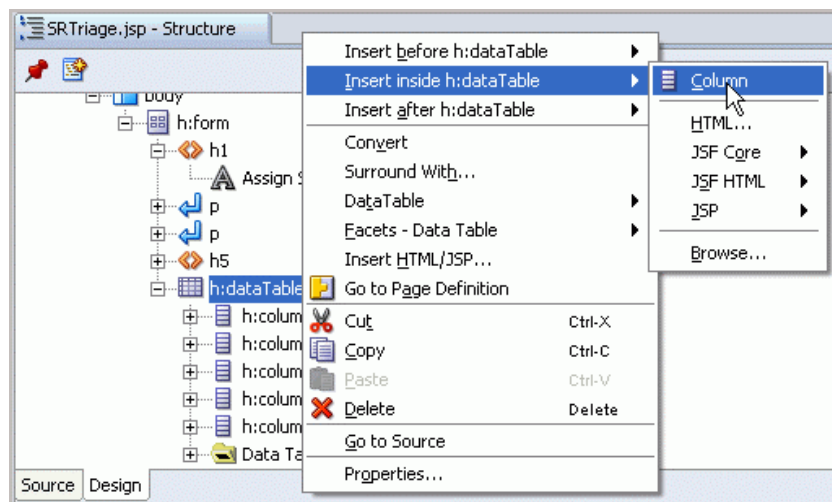 SRTriage.jsp - Structure
body
h:form
h1
Assign S
p
p
h5
h:dataTable
h:colum
h:colum
h:colum
h:colum
h:colum
Data Ta
Source Design
Insert before h:dataTable
Insert inside h:dataTable
Insert after h:dataTable
Convert
Surround With...
DataTable
Facets - Data Table
Insert HTML/JSP...
Go to Page Definition
Cut Ctrl-X
Copy Ctrl-C
Paste Ctrl-V
Delete Delete
Go to Source
Properties...
Column
HTML...
JSF Core
JSF HTML
JSP
Browse...